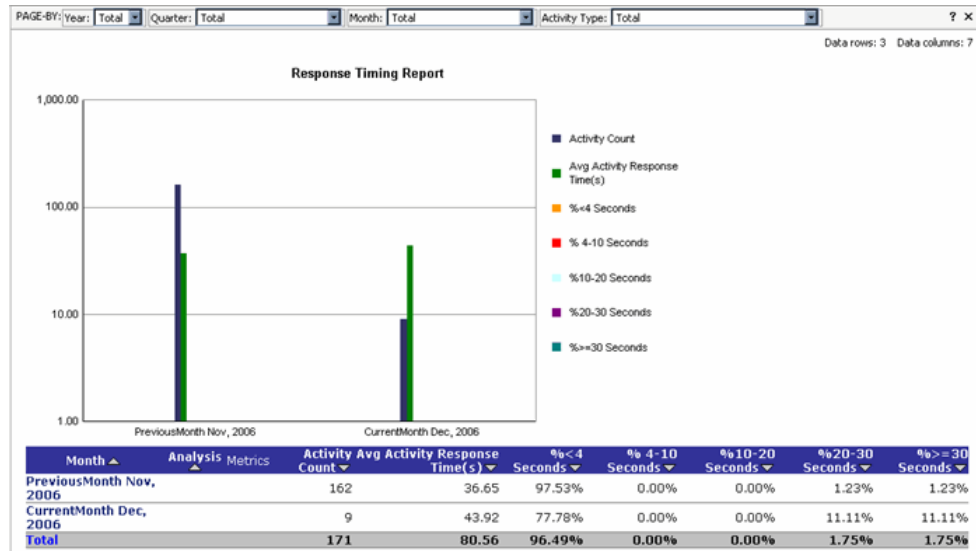 PAGE-BY: Year: Total Quarter: Total Month: Total Activity Type: Total ? ×
Data rows: 3 Data columns: 7
Response Timing Report
1,000.00
100.00
10.00
1.00
PreviousMonth Nov, 2006 CurrentMonth Dec, 2006
Activity Count
Avg Activity Response
Time(s)
%<4 Seconds
% 4-10 Seconds
%10-20 Seconds
%20-30 Seconds
%>=30 Seconds
Month Analysis Metrics Activity Avg Activity Response %<4 % 4-10 %10-20 %20-30 %>=30
Count Time(s) Seconds Seconds Seconds Seconds Seconds
PreviousMonth Nov,
2006 162 36.65 97.53% 0.00% 0.00% 1.23% 1.23%
CurrentMonth Dec,
2006 9 43.92 77.78% 0.00% 0.00% 11.11% 11.11%
Total 171 80.56 96.49% 0.00% 0.00% 1.75% 1.75%